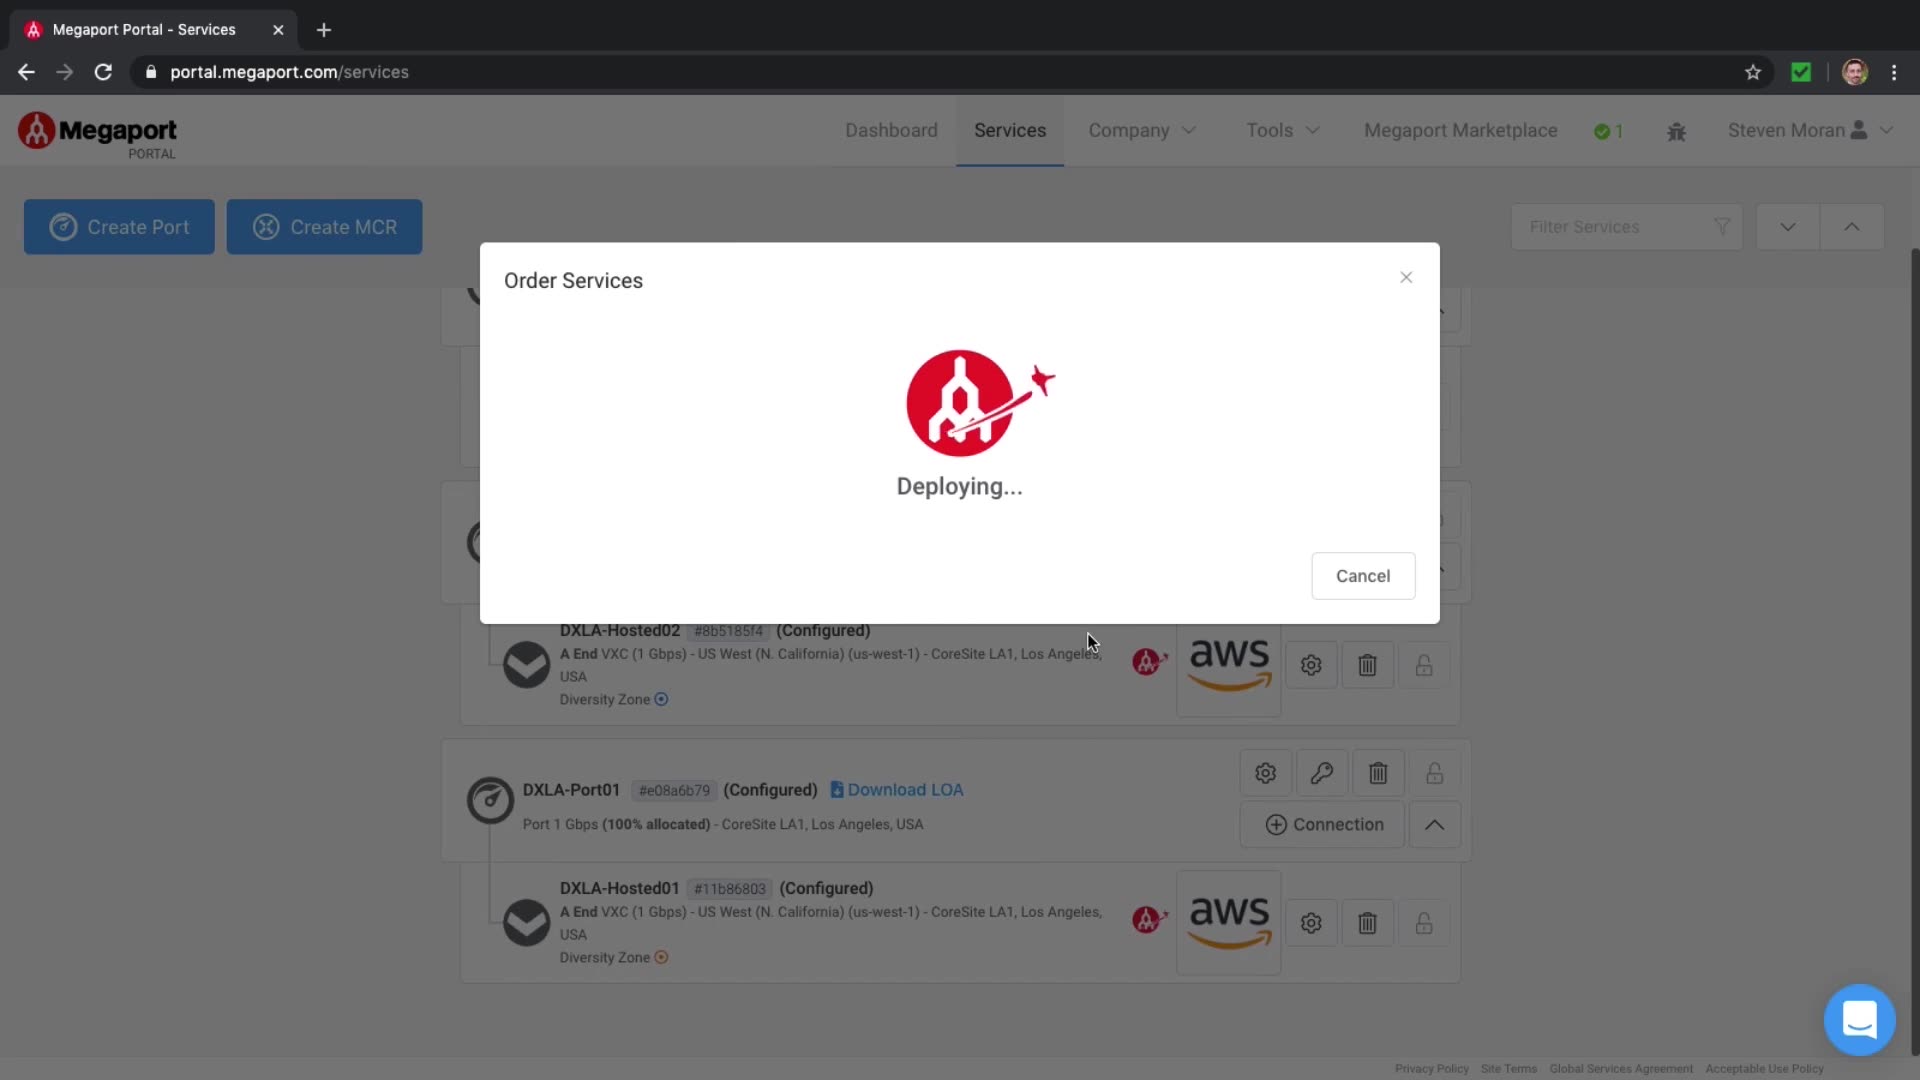 Megaport Portal - Services
portal.megaport.com/services
Megaport
PORTAL
Dashboard
Services
Company
Tools
Megaport Marketplace
1
Steven Moran
Create Port
Create MCR
Filter Services
Order Services
Deploying...
Cancel
DXLA-Hosted02 #8b5185f4 (Configured)
A End VXC (1 Gbps) - US West (N. California) (us-west-1) - CoreSite LA1, Los Angeles,
USA
Diversity Zone
aws
DXLA-Port01 #e08a6b79 (Configured) Download LOA
Port 1 Gbps (100% allocated) - CoreSite LA1, Los Angeles, USA
Connection
DXLA-Hosted01 #11b86803 (Configured)
A End VXC (1 Gbps) - US West (N. California) (us-west-1) - CoreSite LA1, Los Angeles,
USA
Diversity Zone
aws
Privacy Policy Site Terms Global Services Agreement Acceptable Use Policy